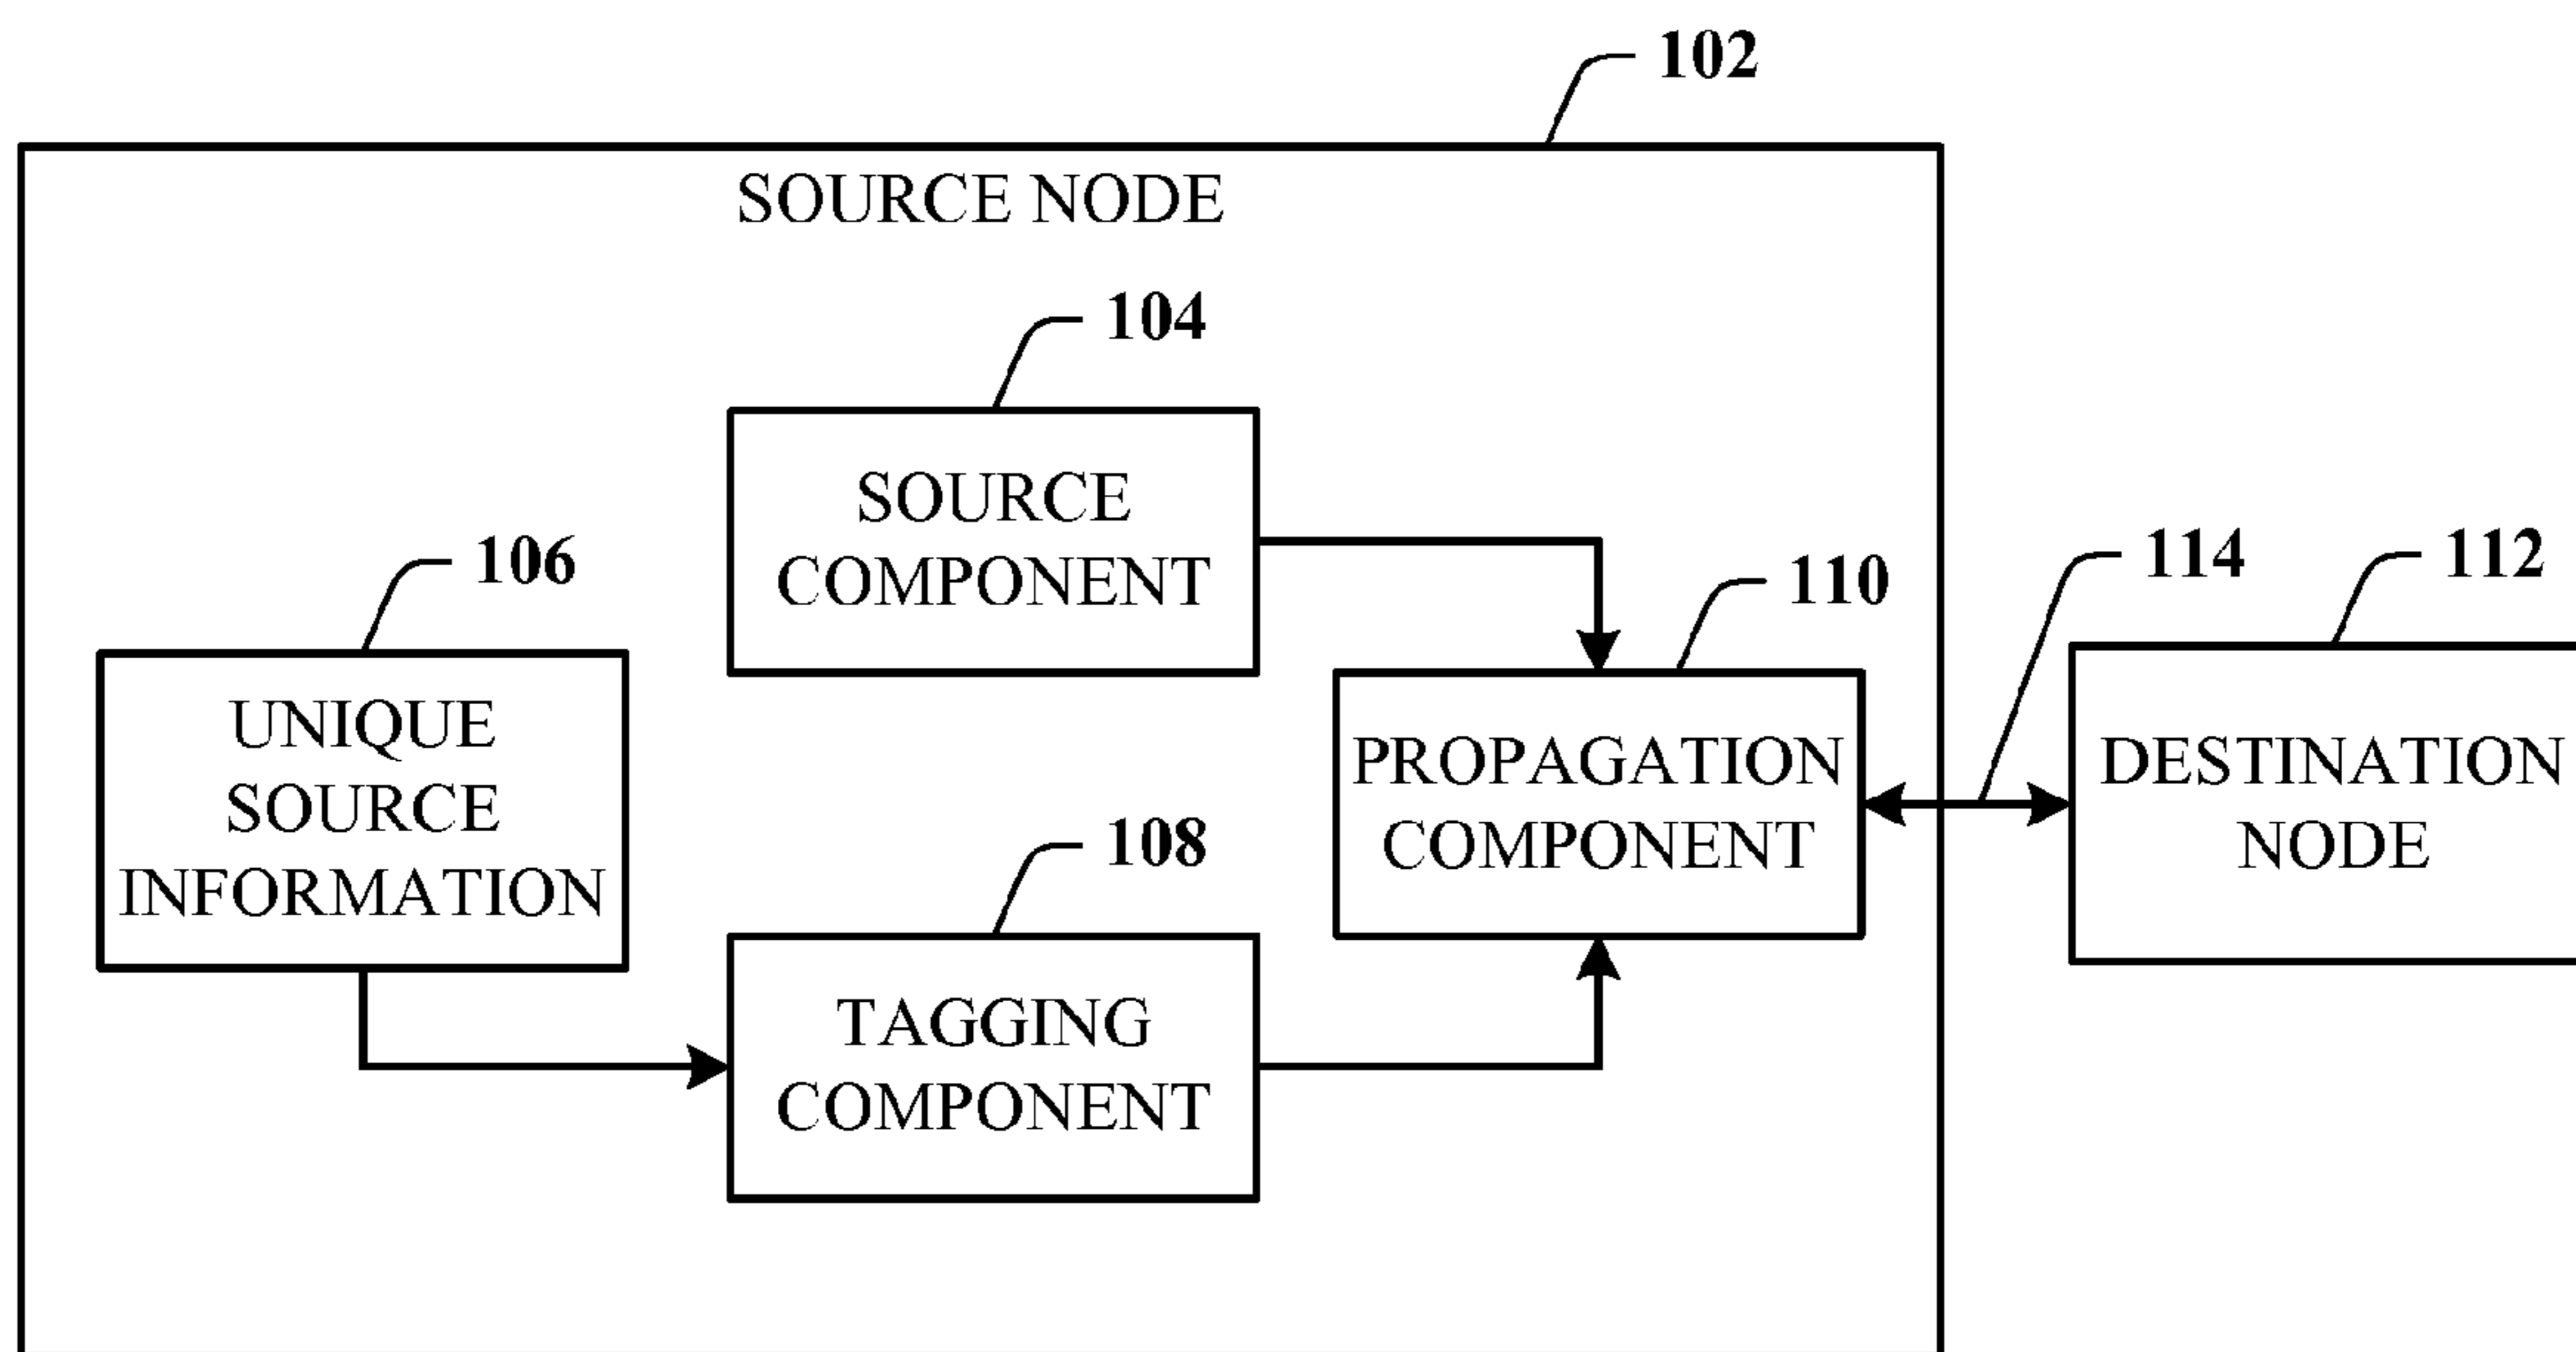 102
SOURCE NODE
104
SOURCE
COMPONENT
106
UNIQUE
SOURCE
INFORMATION
108
TAGGING
COMPONENT
110
PROPAGATION
COMPONENT
114
112
DESTINATION
NODE